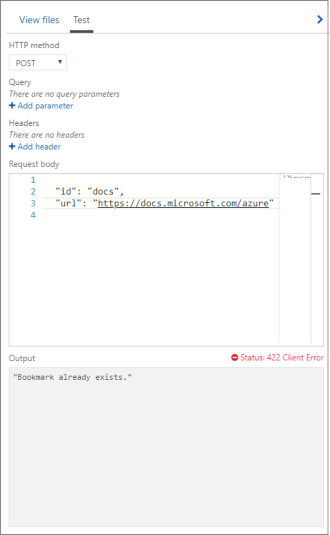 View files Test
HTTP method
POST
Query
There are no query parameters
+ Add parameter
Headers
There are no headers
+ Add header
Request body
1
2 "id": "docs",
3 "url": "https://docs.microsoft.com/azure"
4
Output Status: 422 Client Error
"Bookmark already exists."